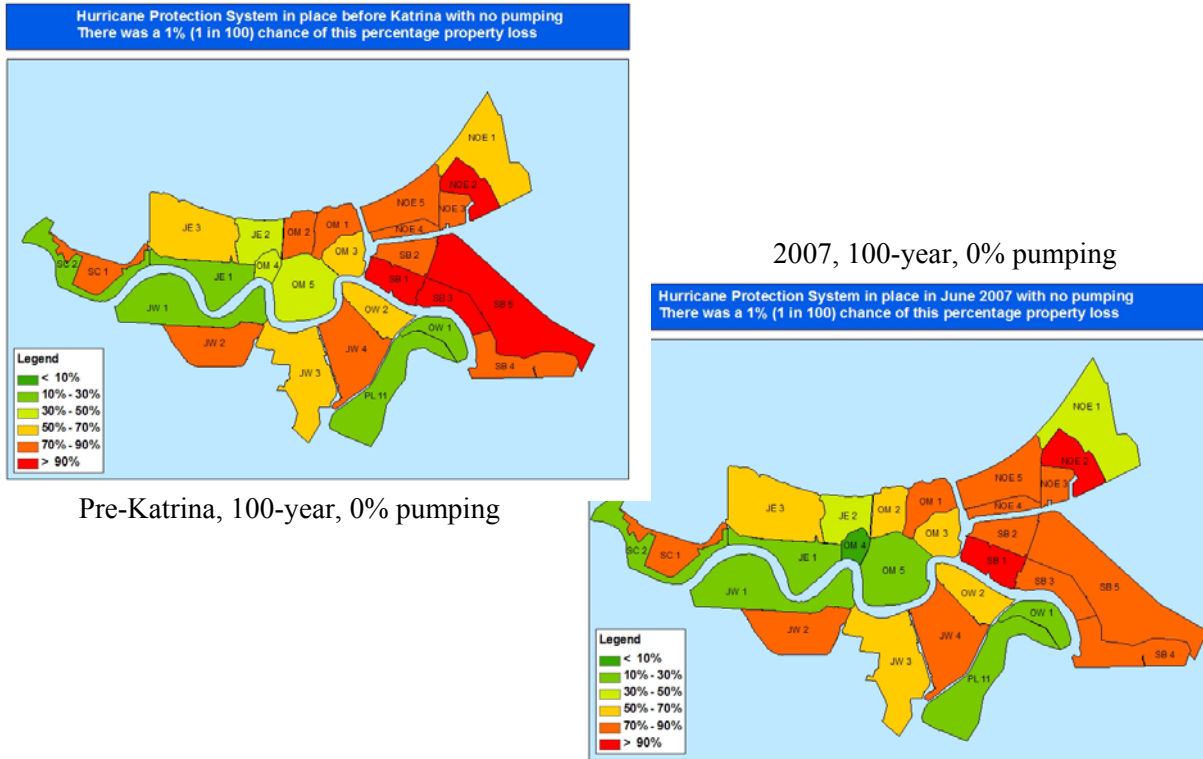 Hurricane Protection System in place before Katrina with no pumping
There was a 1% (1 in 100) chance of this percentage property loss
NOE 1
NOE 2
NOE 5
NOE 3
NOE 4
JE 3
JE 2
OM 2
OM 1
OM 3
OM 4
OM 5
SC 2
SC 1
JE 1
JW 1
JW 2
SB 2
SB 1
SB 3
SB 5
OW 2
OW 1
JW 4
JW 3
PL 11
SB 4
Legend
< 10%
10% - 30%
30% - 50%
50% - 70%
70% - 90%
> 90%
Pre-Katrina, 100-year, 0% pumping
2007, 100-year, 0% pumping
Hurricane Protection System in place in June 2007 with no pumping
There was a 1% (1 in 100) chance of this percentage property loss
NOE 1
NOE 2
NOE 5
NOE 3
NOE 4
JE 3
JE 2
OM 2
OM 1
OM 3
OM 4
OM 5
SC 2
SC 1
JE 1
JW 1
JW 2
SB 2
SB 1
SB 3
SB 5
OW 2
OW 1
JW 4
JW 3
PL 11
SB 4
Legend
< 10%
10% - 30%
30% - 50%
50% - 70%
70% - 90%
> 90%